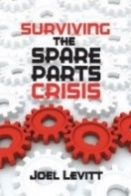 SURVIVING
THE
SPARE
PARTS
CRISIS
JOEL LEVITT